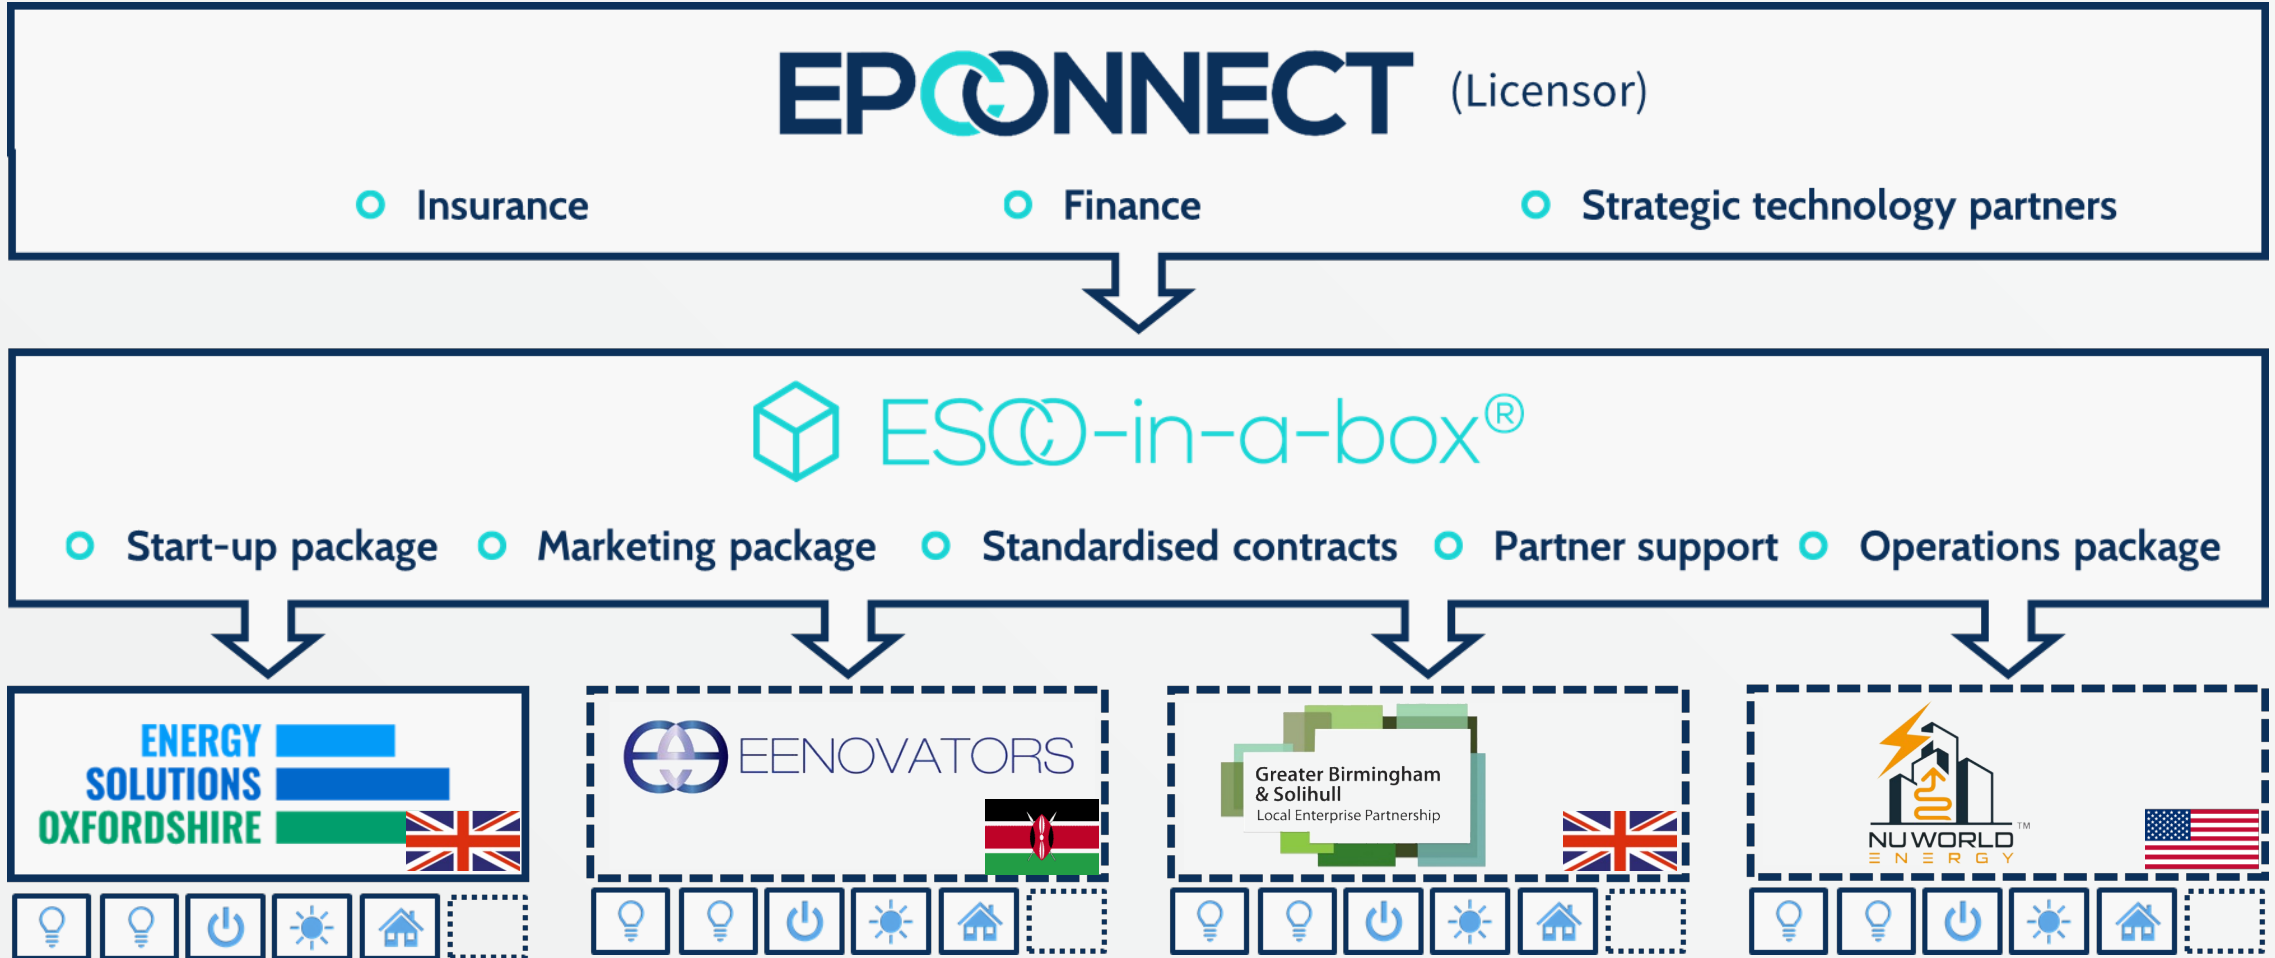 EPCONNECT (Licensor)
Insurance
Finance
Strategic technology partners
ESCO-in-a-box®
Start-up package
Marketing package
Standardised contracts
Partner support
Operations package
ENERGY
SOLUTIONS
OXFORDSHIRE
EENOVATORS
Greater Birmingham
& Solihull
Local Enterprise Partnership
NUWORLD™
ENERGY